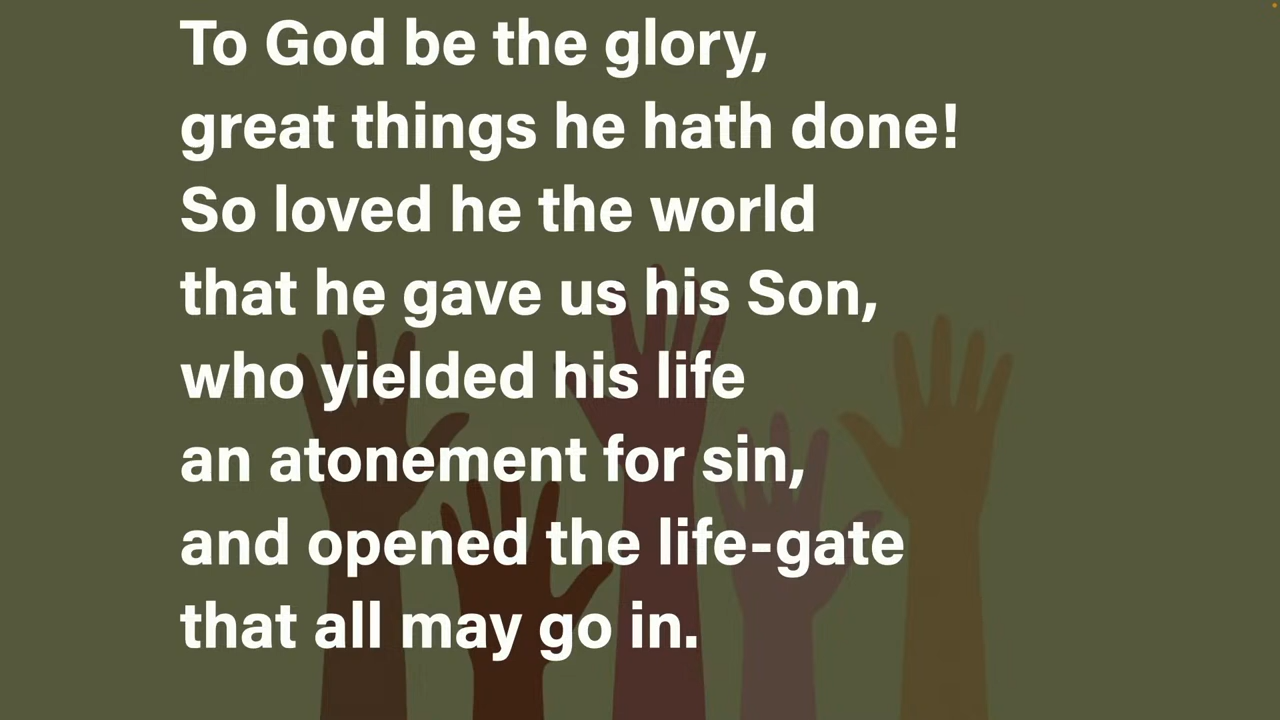 To God be the glory,
great things he hath done!
So loved he the world
that he gave us his Son,
who yielded his life
an atonement for sin,
and opened the life-gate
that all may go in.